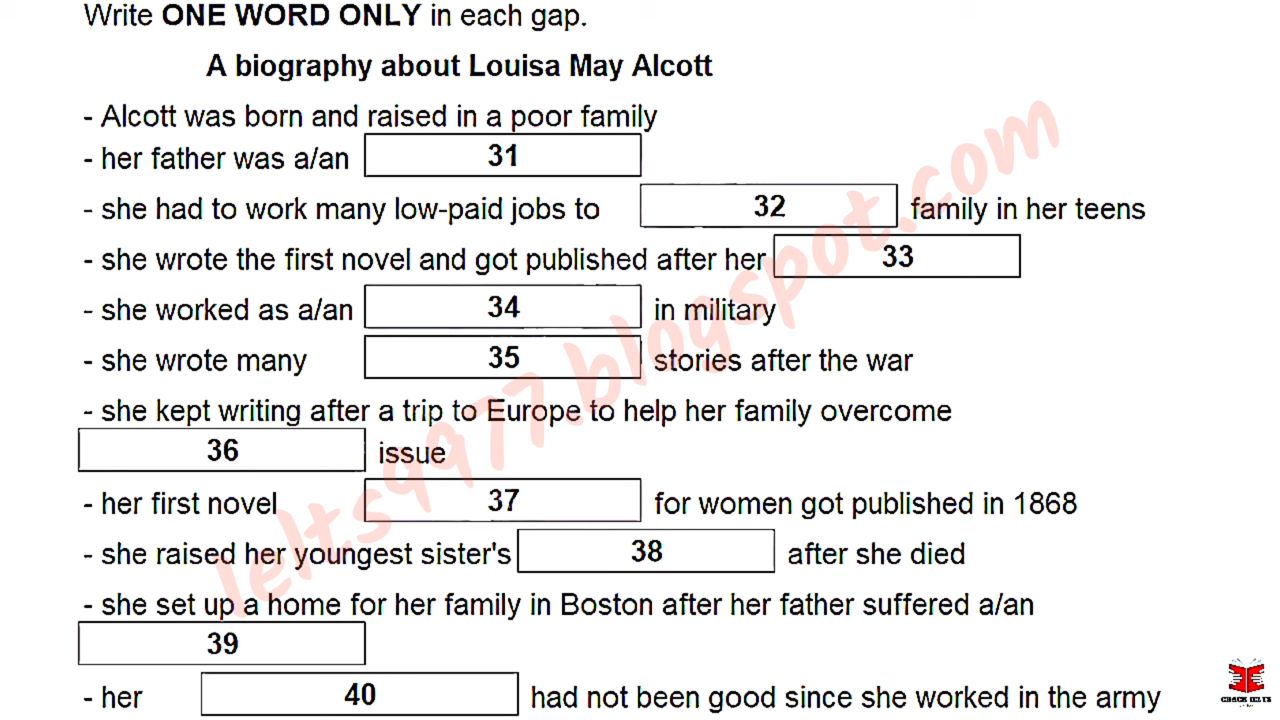 Write ONE WORD ONLY in each gap.
A biography about Louisa May Alcott
- Alcott was born and raised in a poor family
- her father was a/an 31
- she had to work many low-paid jobs to 32 family in her teens
- she wrote the first novel and got published after her 33
- she worked as a/an 34 in military
- she wrote many 35 stories after the war
- she kept writing after a trip to Europe to help her family overcome
36 issue
- her first novel 37 for women got published in 1868
- she raised her youngest sister's 38 after she died
- she set up a home for her family in Boston after her father suffered a/an
39
- her 40 had not been good since she worked in the army
Ielts9977.blogspot.com
CRACK IELTS